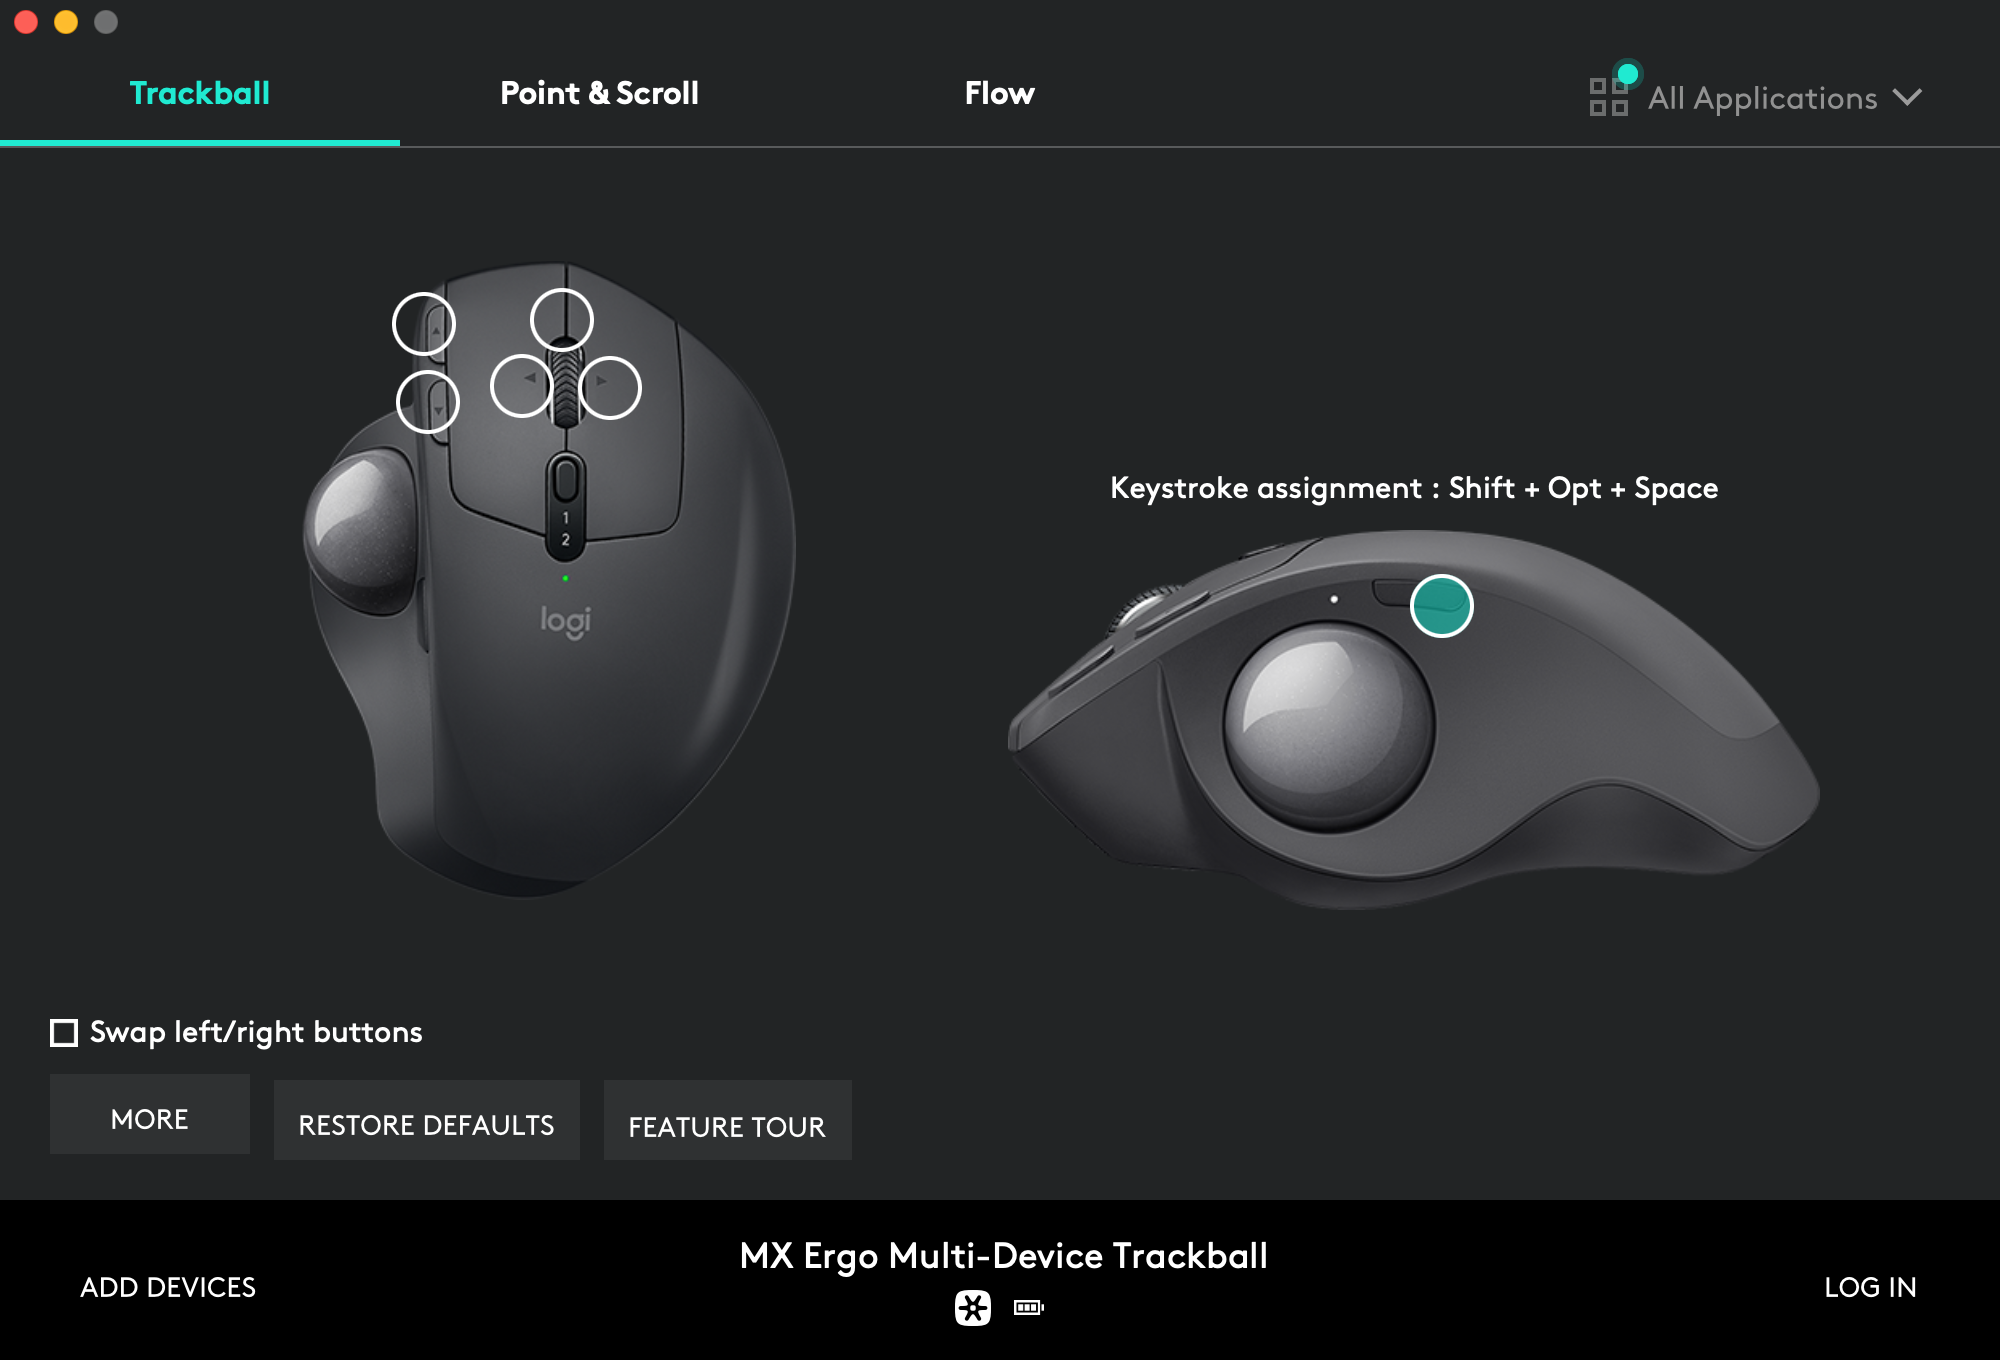 Trackball
Point & Scroll
Flow
All Applications
1
2
logi
Keystroke assignment : Shift + Opt + Space
Swap left/right buttons
MORE
RESTORE DEFAULTS
FEATURE TOUR
ADD DEVICES
MX Ergo Multi-Device Trackball
LOG IN